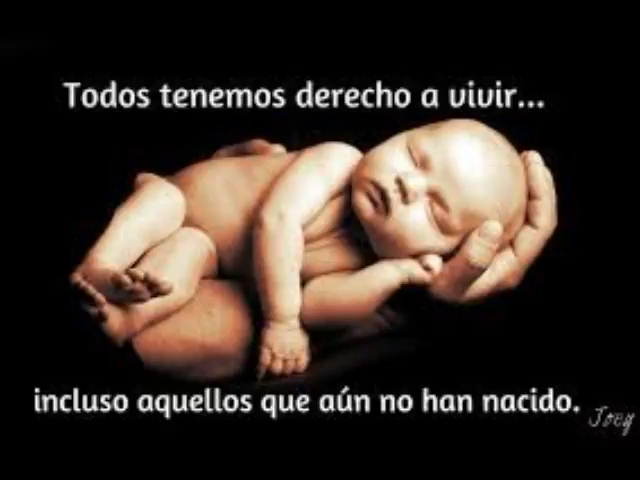 Todos tenemos derecho a vivir...
incluso aquellos que aún no han nacido.
Joey